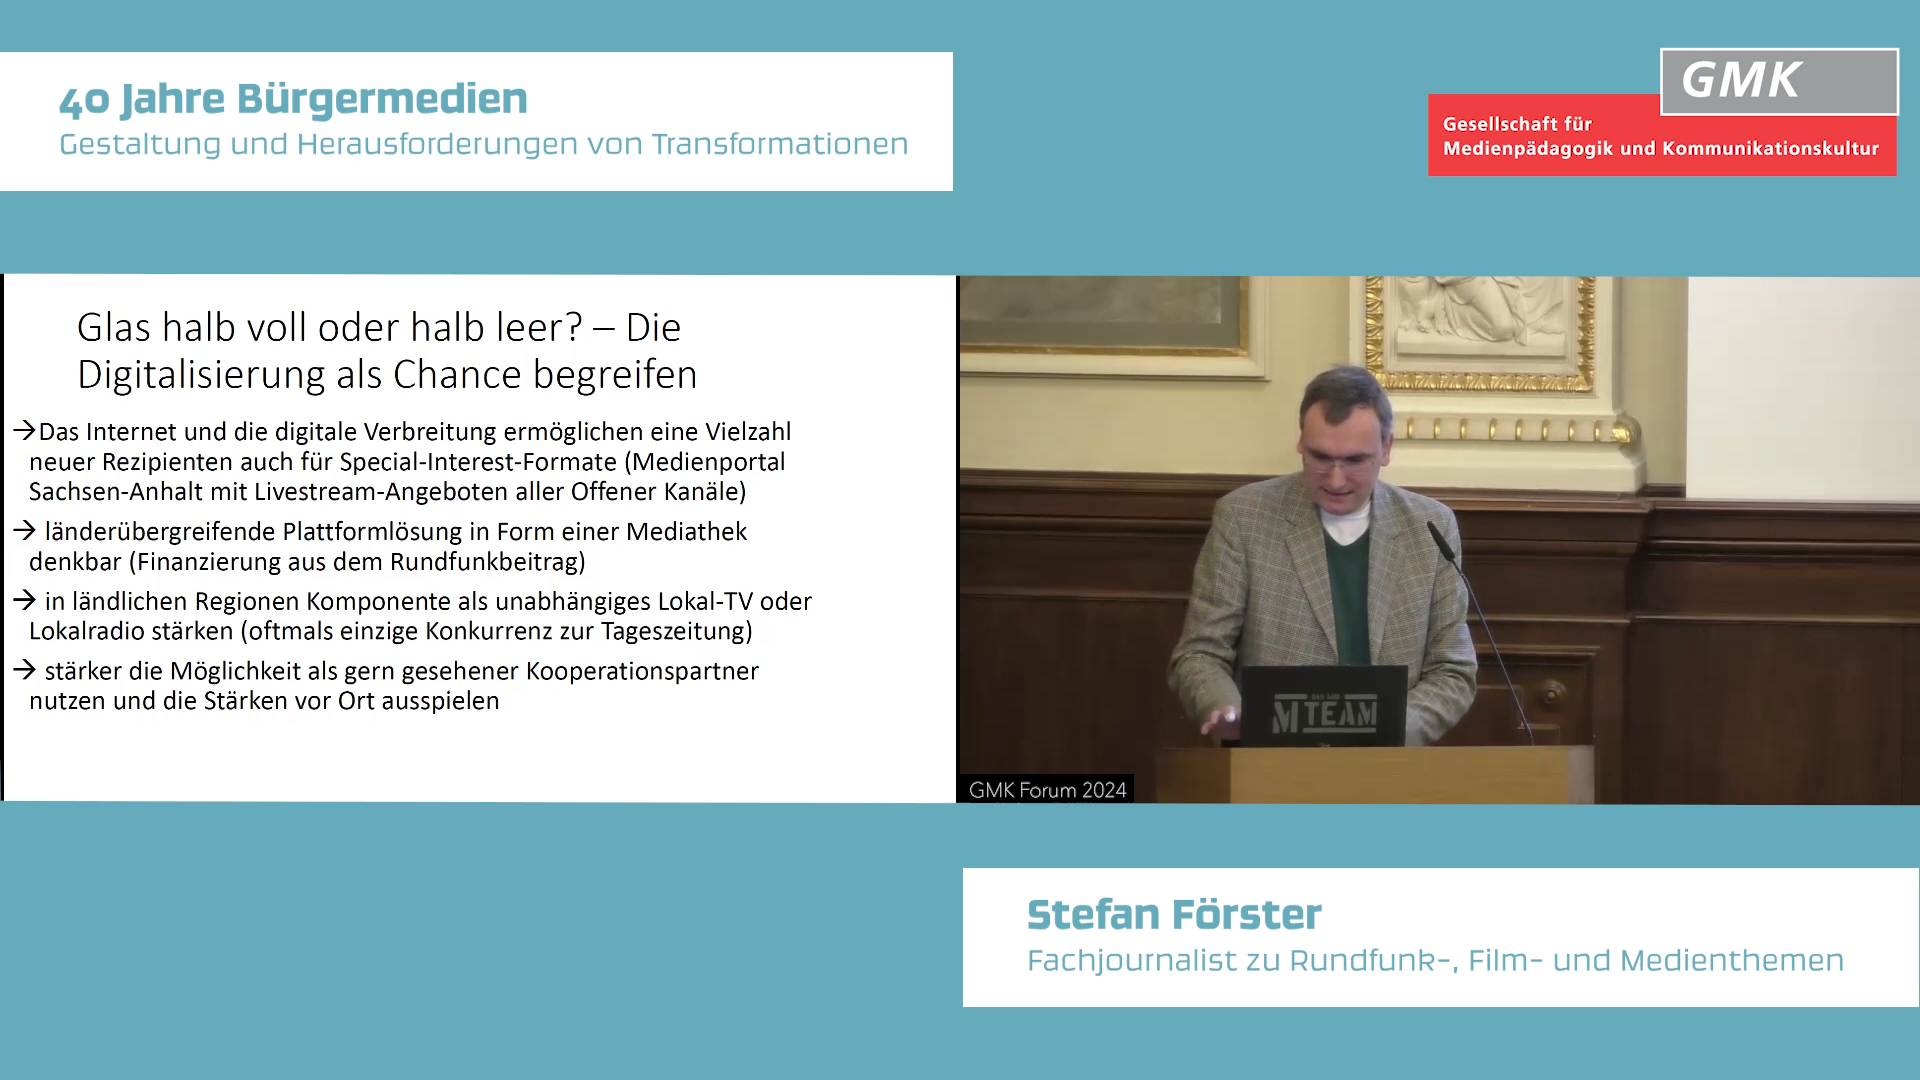 40 Jahre Bürgermedien
Gestaltung und Herausforderungen von Transformationen
GMK
Gesellschaft für
Medienpädagogik und Kommunikationskultur
Glas halb voll oder halb leer? – Die
Digitalisierung als Chance begreifen
→Das Internet und die digitale Verbreitung ermöglichen eine Vielzahl
neuer Rezipienten auch für Special-Interest-Formate (Medienportal
Sachsen-Anhalt mit Livestream-Angeboten aller Offener Kanäle)
→ länderübergreifende Plattformlösung in Form einer Mediathek
denkbar (Finanzierung aus dem Rundfunkbeitrag)
→ in ländlichen Regionen Komponente als unabhängiges Lokal-TV oder
Lokalradio stärken (oftmals einzige Konkurrenz zur Tageszeitung)
→ stärker die Möglichkeit als gern gesehener Kooperationspartner
nutzen und die Stärken vor Ort ausspielen
M TEAM
GMK Forum 2024
Stefan Förster
Fachjournalist zu Rundfunk-, Film- und Medienthemen